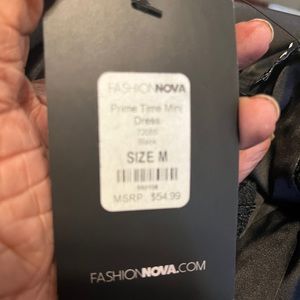 FASHIONNOVA
Prime Time Mini
Dress
Black
SIZE M
MSRP: $54.99
FASHIONNOVA.COM